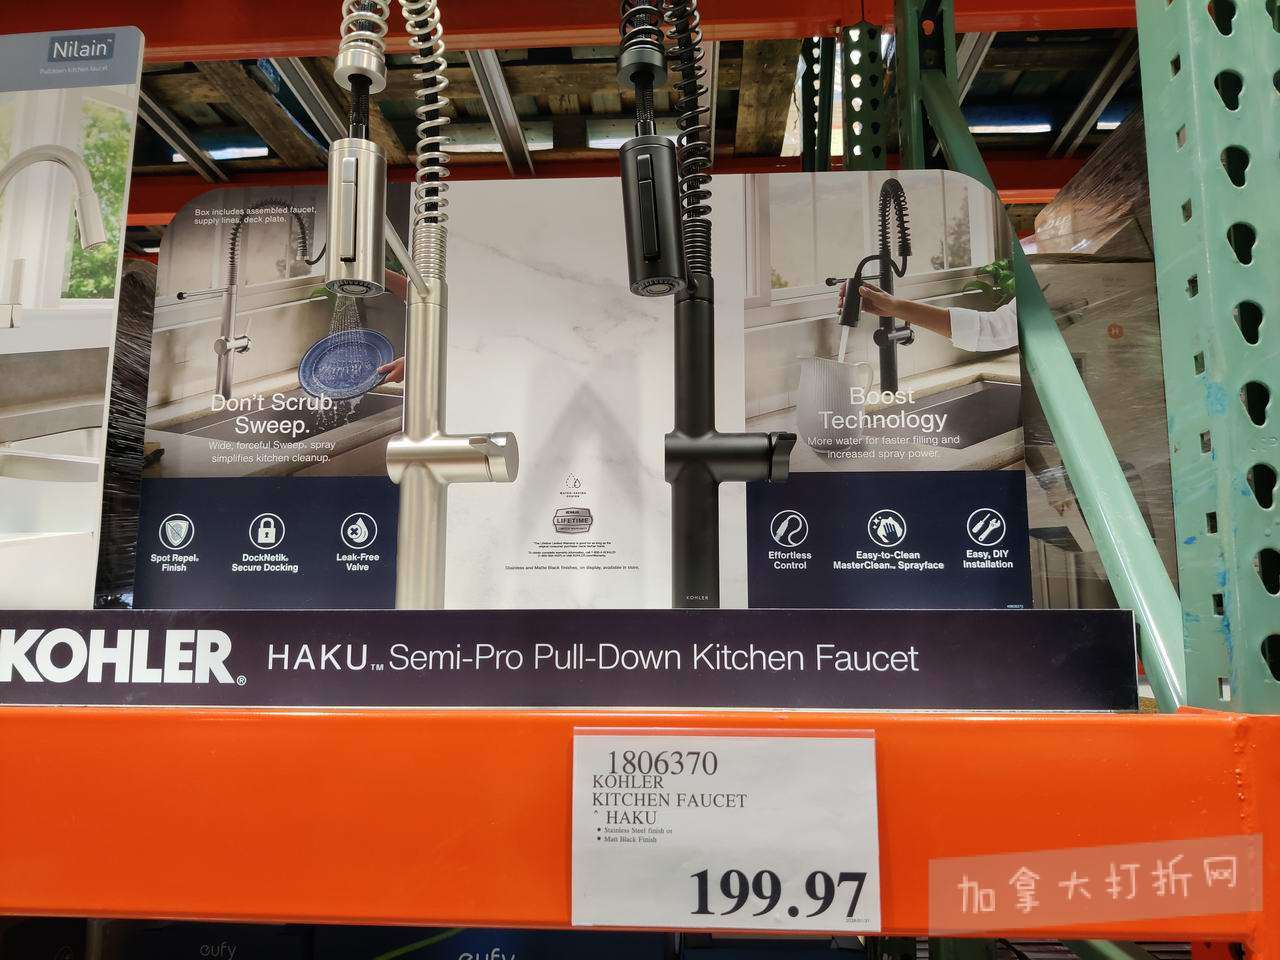 Nilain™
Pulldown kitchen faucet
Box includes assembled faucet,
supply lines, deck plate.
Don't Scrub.
Sweep.
Wide, forceful Sweep® spray
simplifies kitchen cleanup.
Boost
Technology
More water for faster filling and
increased spray power.
Spot Repel®
Finish
DockNetik®
Secure Docking
Leak-Free
Valve
KOHLER
LIFETIME
Stainless and Matte Black finishes, on display, available in store.
KOHLER
Effortless
Control
Easy-to-Clean
MasterClean™ Sprayface
Easy, DIY
Installation
KOHLER® HAKU™ Semi-Pro Pull-Down Kitchen Faucet
1806370
KOHLER
KITCHEN FAUCET
^ HAKU
• Stainless Steel finish or
• Matt Black Finish
199.97
加拿大打折网
eufy
eufy